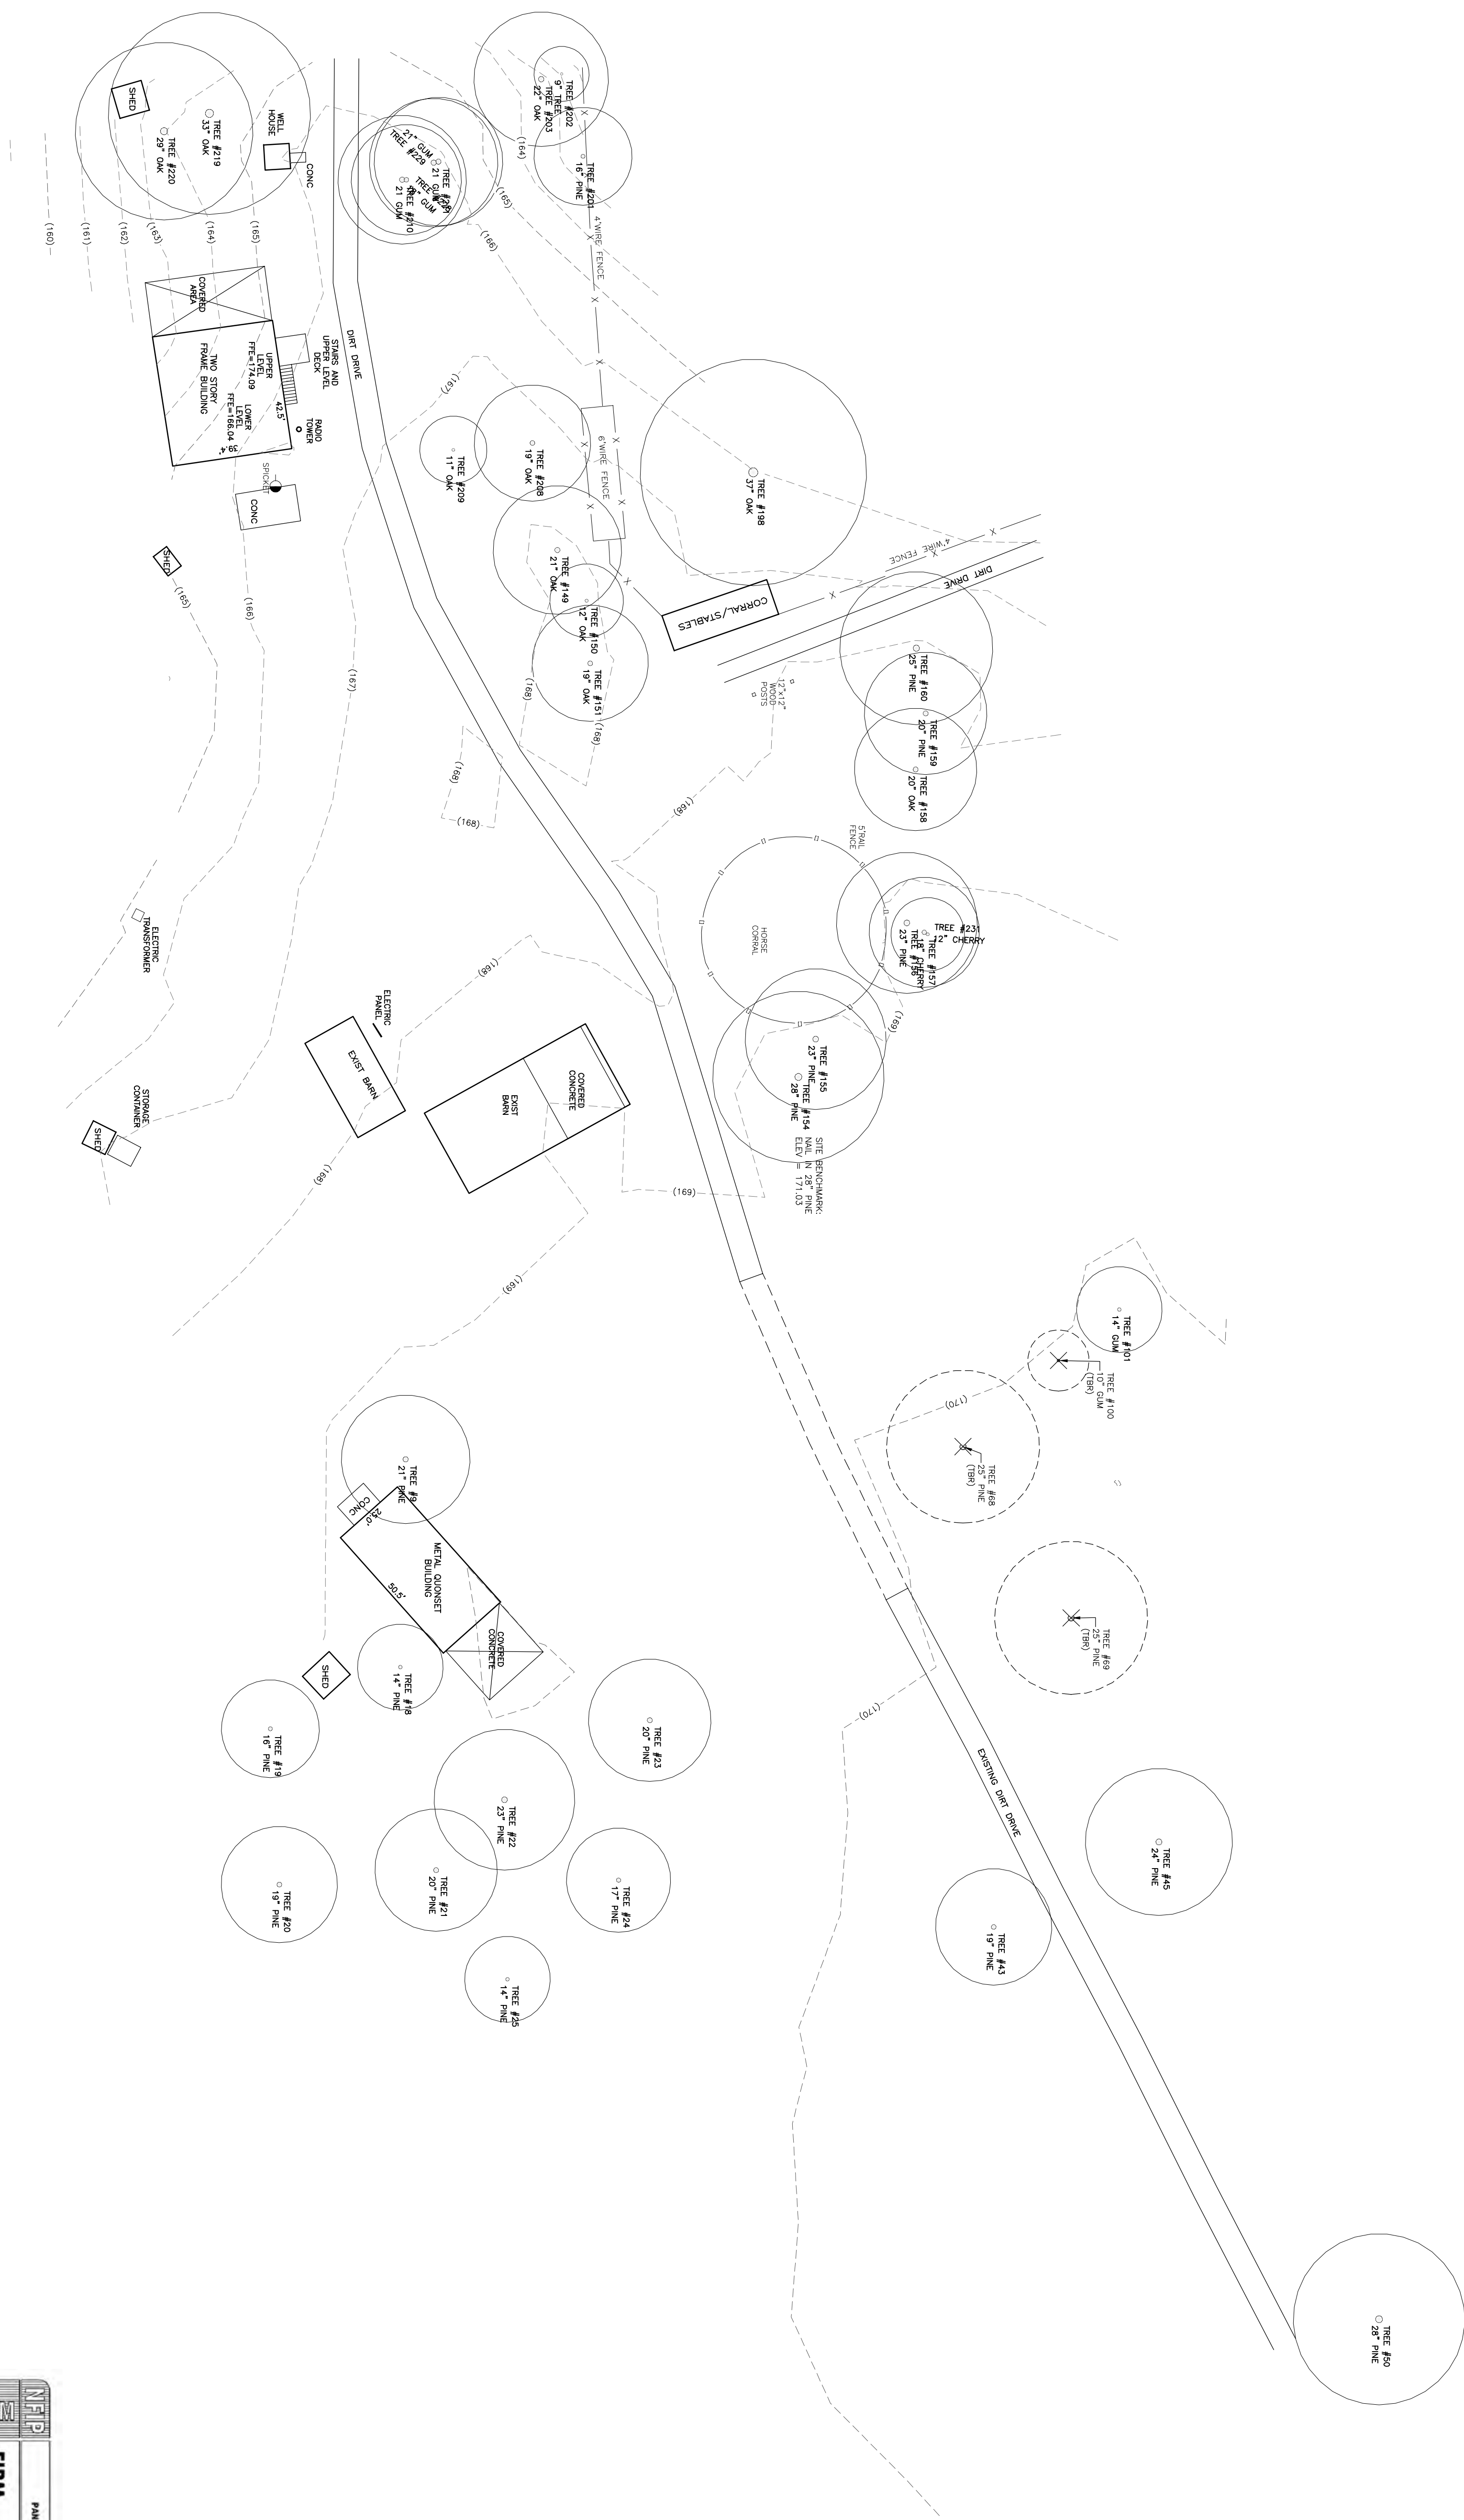 TREE #202
9" TREE
TREE #203
22" OAK
TREE #201
16" PINE
4'WIRE FENCE
(164)
(165)
(166)
SHED
TREE #219
33" OAK
TREE #220
29" OAK
WELL
HOUSE
CONC
21" GUM
TREE #229
21 GUM
TREE #210
21 GUM
(160)
(161)
(162)
(163)
(164)
(165)
COVERED
AREA
STAIRS AND
UPPER LEVEL
DECK
DIRT DRIVE
UPPER
LEVEL
FFE=174.09
TWO STORY
FRAME BUILDING
LOWER
LEVEL
FFE=166.04
42.5'
39.4'
RADIO
TOWER
SPICKET
CONC
SHED
(165)
(166)
(167)
(167)
TREE #209
11" OAK
TREE #208
19" OAK
6'WIRE FENCE
TREE #198
37" OAK
TREE #149
21" OAK
TREE #150
12" OAK
TREE #151
19" OAK
(168)
(168)
(168)
(168)
CORRAL/STABLES
4'WIRE FENCE
DIRT DRIVE
12"x12"
WOOD
POSTS
TREE #160
25" PINE
TREE #159
20" PINE
TREE #158
20" OAK
(168)
5'RAIL
FENCE
HORSE
CORRAL
TREE #231
12" CHERRY
TREE #157
18" CHERRY
TREE #156
23" PINE
(169)
TREE #155
23" PINE
TREE #154
28" PINE
SITE BENCHMARK:
NAIL IN 28" PINE
ELEV = 171.03
ELECTRIC
TRANSFORMER
(168)
ELECTRIC
PANEL
EXIST BARN
COVERED
CONCRETE
EXIST
BARN
STORAGE
CONTAINER
SHED
(168)
(169)
(169)
TREE #101
14" GUM
TREE #100
10" GUM
(TBR)
(170)
TREE #68
25" PINE
(TBR)
TREE #69
25" PINE
(TBR)
TREE #9
21" PINE
CONC
25.0'
METAL QUONSET
BUILDING
50.5'
COVERED
CONCRETE
SHED
TREE #18
14" PINE
TREE #19
16" PINE
TREE #23
20" PINE
(170)
EXISTING DIRT DRIVE
TREE #22
23" PINE
TREE #21
20" PINE
TREE #20
19" PINE
TREE #24
17" PINE
TREE #25
14" PINE
TREE #45
24" PINE
TREE #43
19" PINE
TREE #50
28" PINE
NFIP